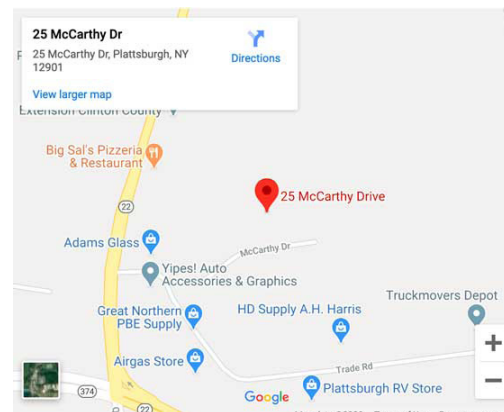 25 McCarthy Dr
25 McCarthy Dr, Plattsburgh, NY
12901
Directions
View larger map
Extension Clinton County
Big Sal's Pizzeria
& Restaurant
22
25 McCarthy Drive
Adams Glass
McCarthy Dr
Yipes! Auto
Accessories & Graphics
Great Northern
PBE Supply
HD Supply A.H. Harris
Truckmovers Depot
Airgas Store
Trade Rd
+
−
374
22
Google
Plattsburgh RV Store